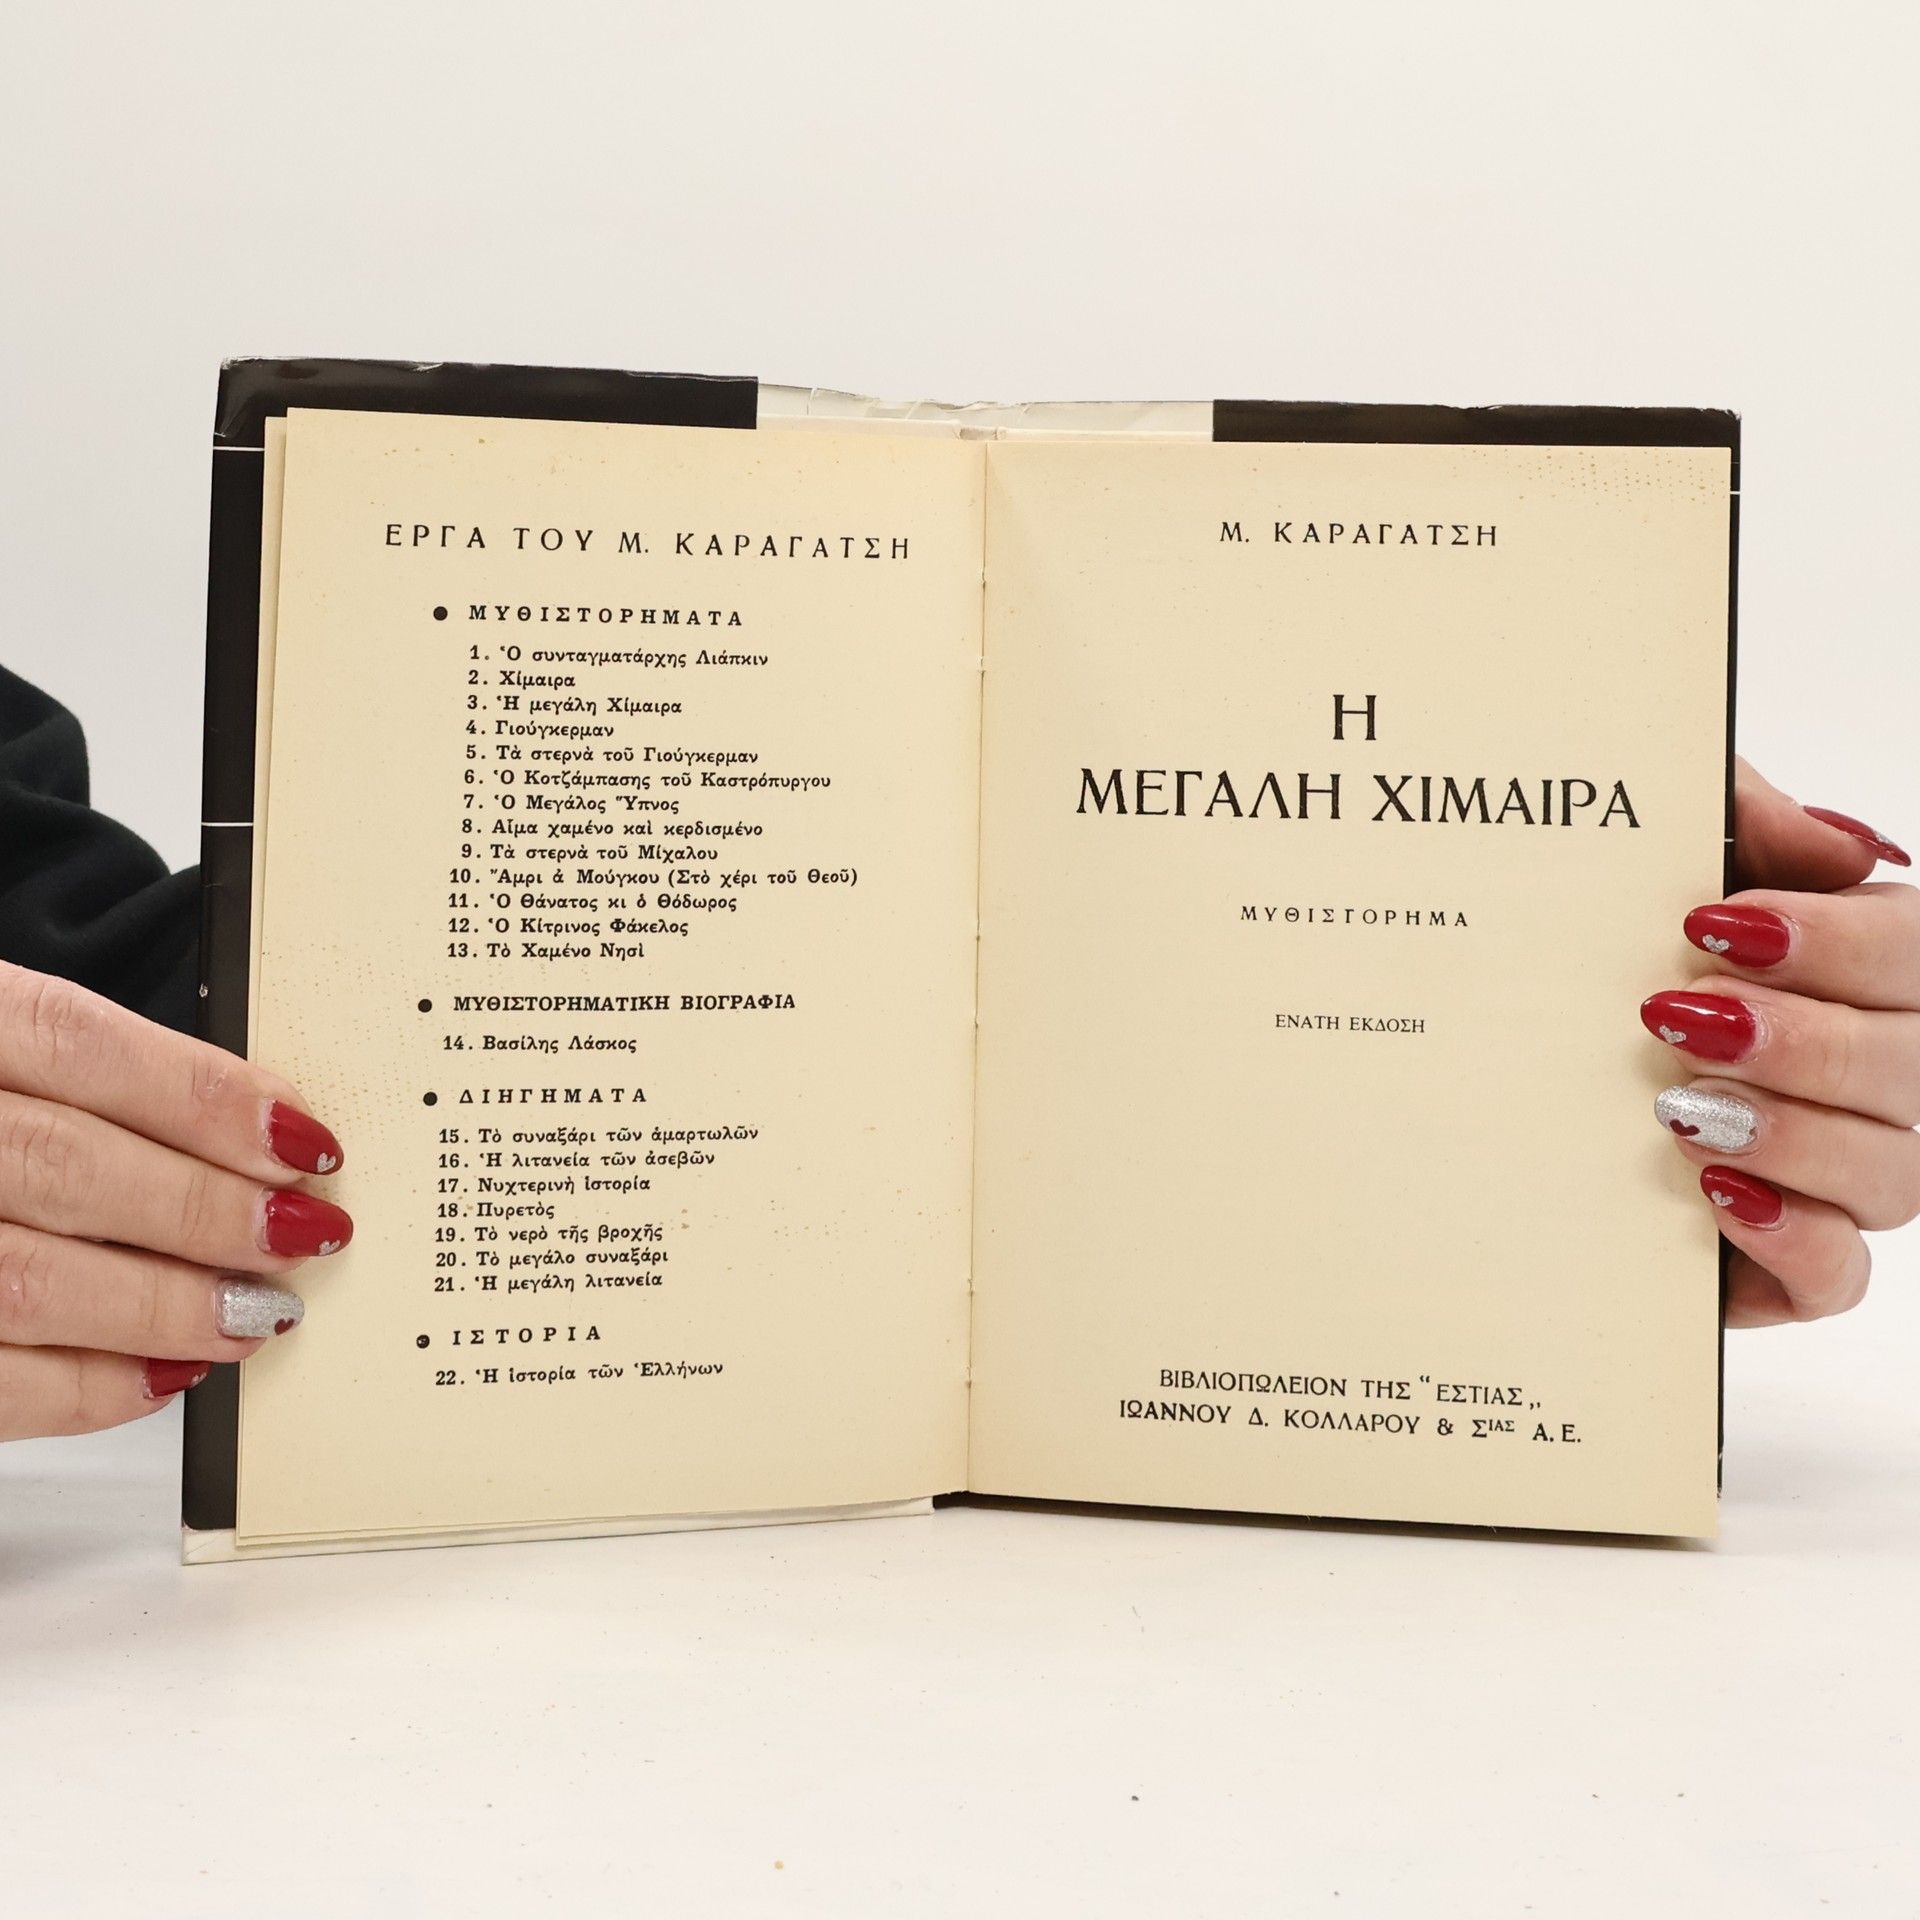 ΕΡΓΑ ΤΟΥ Μ. ΚΑΡΑΓΑΤΣΗ
● ΜΥΘΙΣΤΟΡΗΜΑΤΑ
1. Ὁ συνταγματάρχης Λιάπκιν
2. Χίμαιρα
3. Ἡ μεγάλη Χίμαιρα
4. Γιούγκερμαν
5. Τὰ στερνὰ τοῦ Γιούγκερμαν
6. Ὁ Κοτζάμπασης τοῦ Καστρόπυργου
7. Ὁ Μεγάλος Ὕπνος
8. Αἷμα χαμένο καὶ κερδισμένο
9. Τὰ στερνὰ τοῦ Μίχαλου
10. Ἄμρι ἀ Μούγκου (Στὸ χέρι τοῦ Θεοῦ)
11. Ὁ Θάνατος κι ὁ Θόδωρος
12. Ὁ Κίτρινος Φάκελος
13. Τὸ Χαμένο Νησὶ
● ΜΥΘΙΣΤΟΡΗΜΑΤΙΚΗ ΒΙΟΓΡΑΦΙΑ
14. Βασίλης Λάσκος
● ΔΙΗΓΗΜΑΤΑ
15. Τὸ συναξάρι τῶν ἁμαρτωλῶν
16. Ἡ λιτανεία τῶν ἀσεβῶν
17. Νυχτερινὴ ἱστορία
18. Πυρετὸς
19. Τὸ νερὸ τῆς βροχῆς
20. Τὸ μεγάλο συναξάρι
21. Ἡ μεγάλη λιτανεία
● ΙΣΤΟΡΙΑ
22. Ἡ ἱστορία τῶν Ἑλλήνων
Μ. ΚΑΡΑΓΑΤΣΗ
Η
ΜΕΓΑΛΗ ΧΙΜΑΙΡΑ
ΜΥΘΙΣΤΟΡΗΜΑ
ΕΝΑΤΗ ΕΚΔΟΣΗ
ΒΙΒΛΙΟΠΩΛΕΙΟΝ ΤΗΣ “ΕΣΤΙΑΣ„
ΙΩΑΝΝΟΥ Δ. ΚΟΛΛΑΡΟΥ & ΣΙΑΣ Α.Ε.